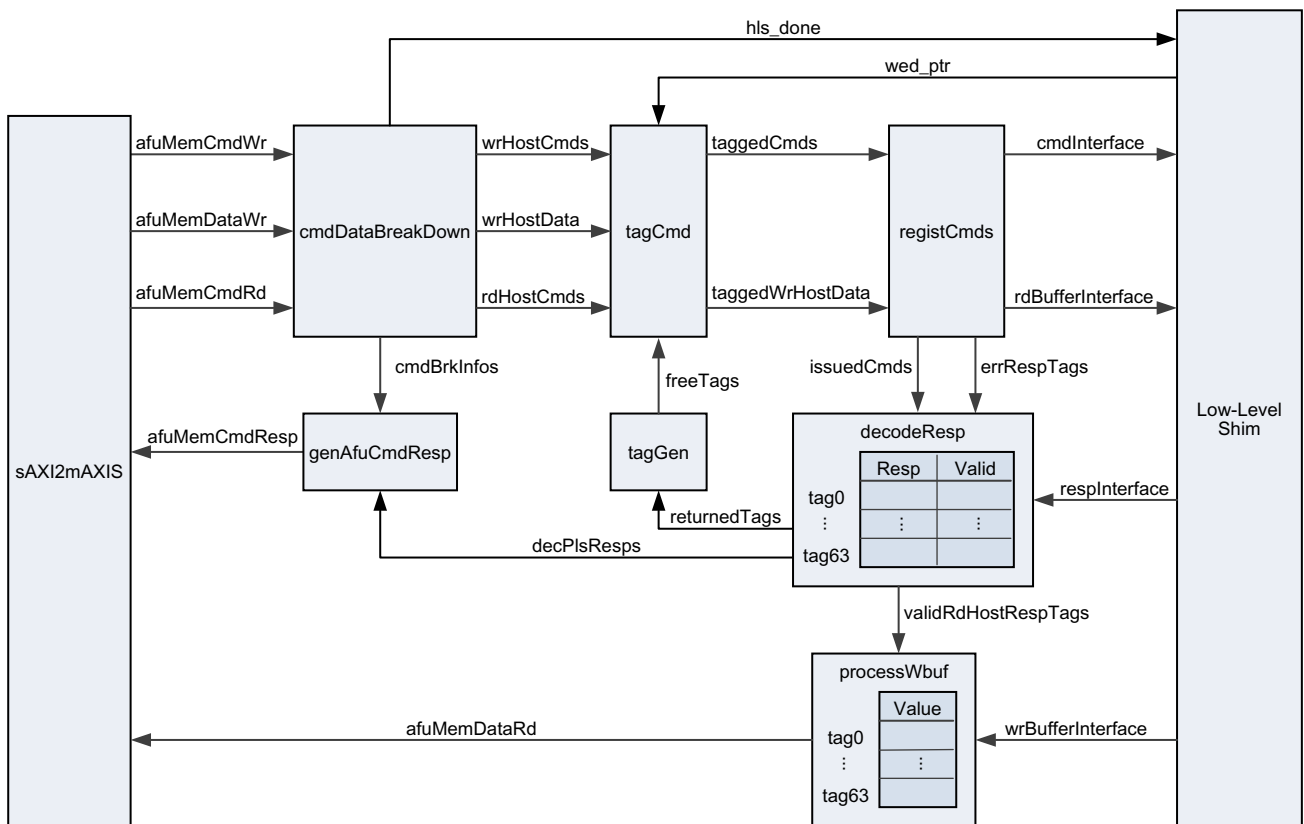 hls_done
wed_ptr
afuMemCmdWr
wrHostCmds
taggedCmds
cmdInterface
afuMemDataWr
cmdDataBreakDown
wrHostData
tagCmd
registCmds
afuMemCmdRd
rdHostCmds
taggedWrHostData
rdBufferInterface
cmdBrkInfos
freeTags
issuedCmds
errRespTags
Low-Level
Shim
sAXI2mAXIS
afuMemCmdResp
genAfuCmdResp
tagGen
decodeResp
Resp
Valid
tag0
⋮
⋮
⋮
tag63
respInterface
returnedTags
decPlsResps
validRdHostRespTags
processWbuf
Value
tag0
⋮
⋮
tag63
afuMemDataRd
wrBufferInterface